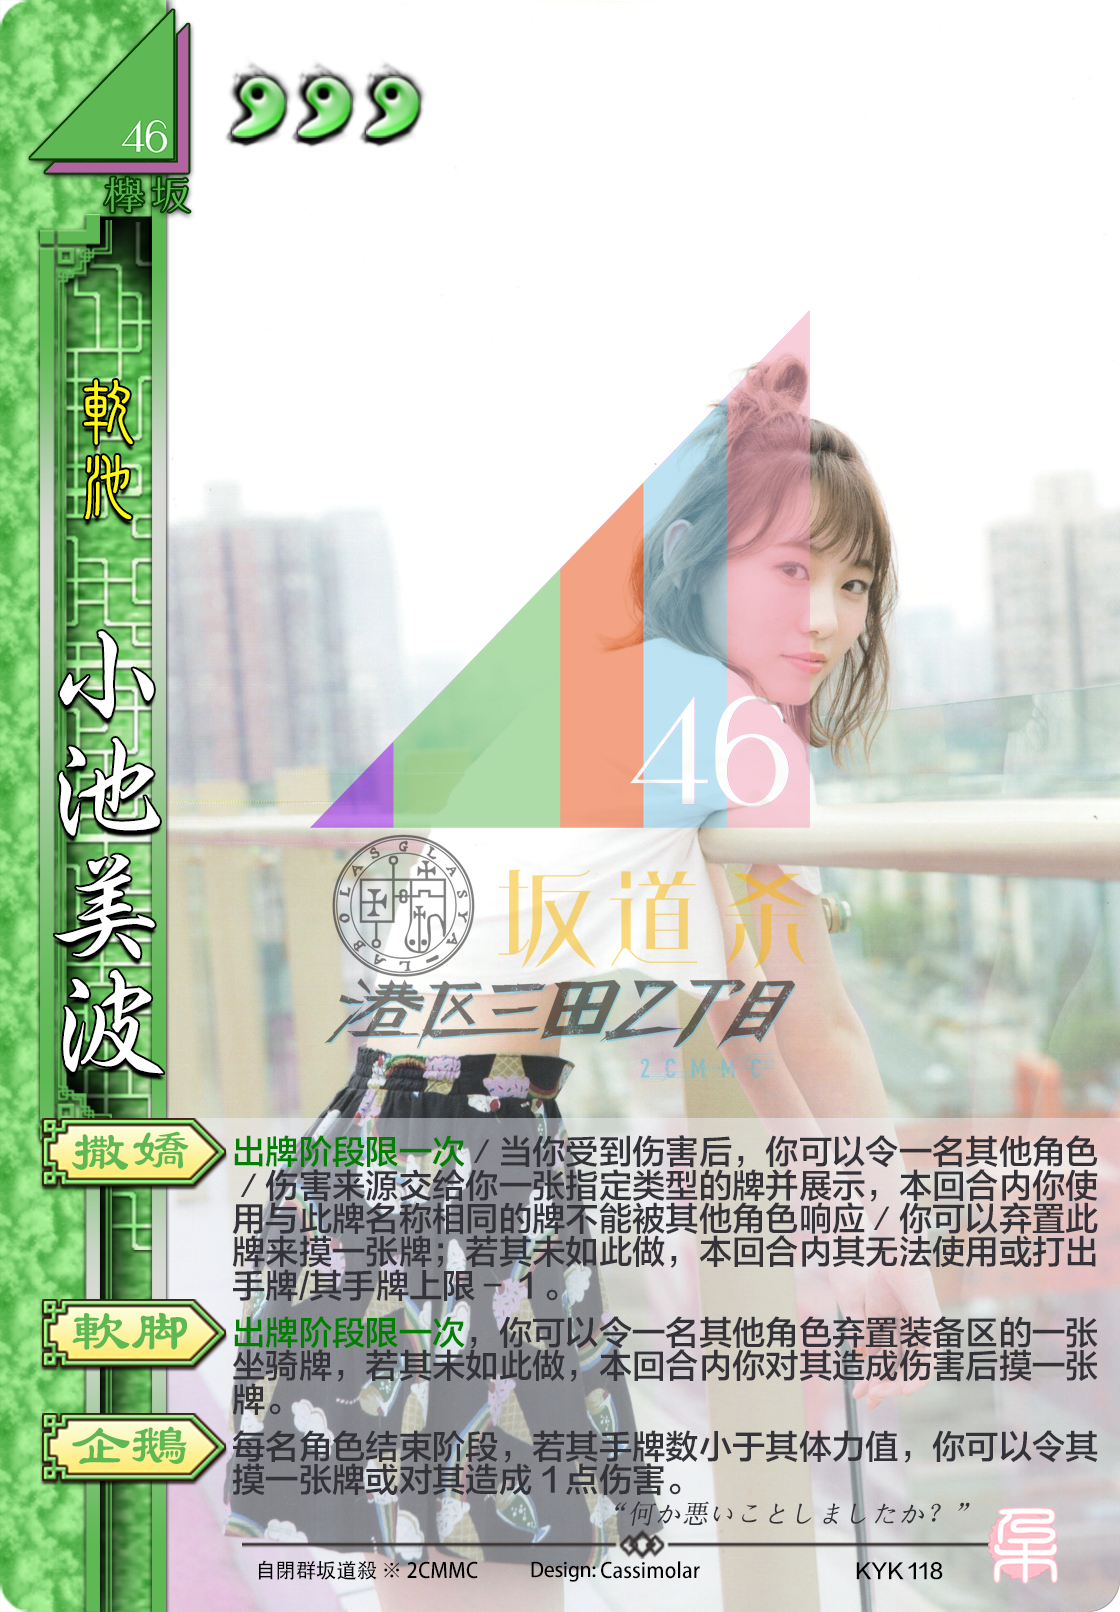 46
欅坂
軟池
小池美波
46
GLASYA-LABOLAS
坂道杀
港区三田2丁目
2CMMC
撒嬌
出牌阶段限一次／当你受到伤害后，你可以令一名其他角色
／伤害来源交给你一张指定类型的牌并展示，本回合内你使
用与此牌名称相同的牌不能被其他角色响应／你可以弃置此
牌来摸一张牌；若其未如此做，本回合内其无法使用或打出
手牌/其手牌上限－１。
軟脚
出牌阶段限一次，你可以令一名其他角色弃置装备区的一张
坐骑牌，若其未如此做，本回合内你对其造成伤害后摸一张
牌。
企鵝
每名角色结束阶段，若其手牌数小于其体力值，你可以令其
摸一张牌或对其造成１点伤害。
“何か悪いことしましたか？”
自閉群坂道殺 ※ 2CMMC
Design: Cassimolar
KYK 118